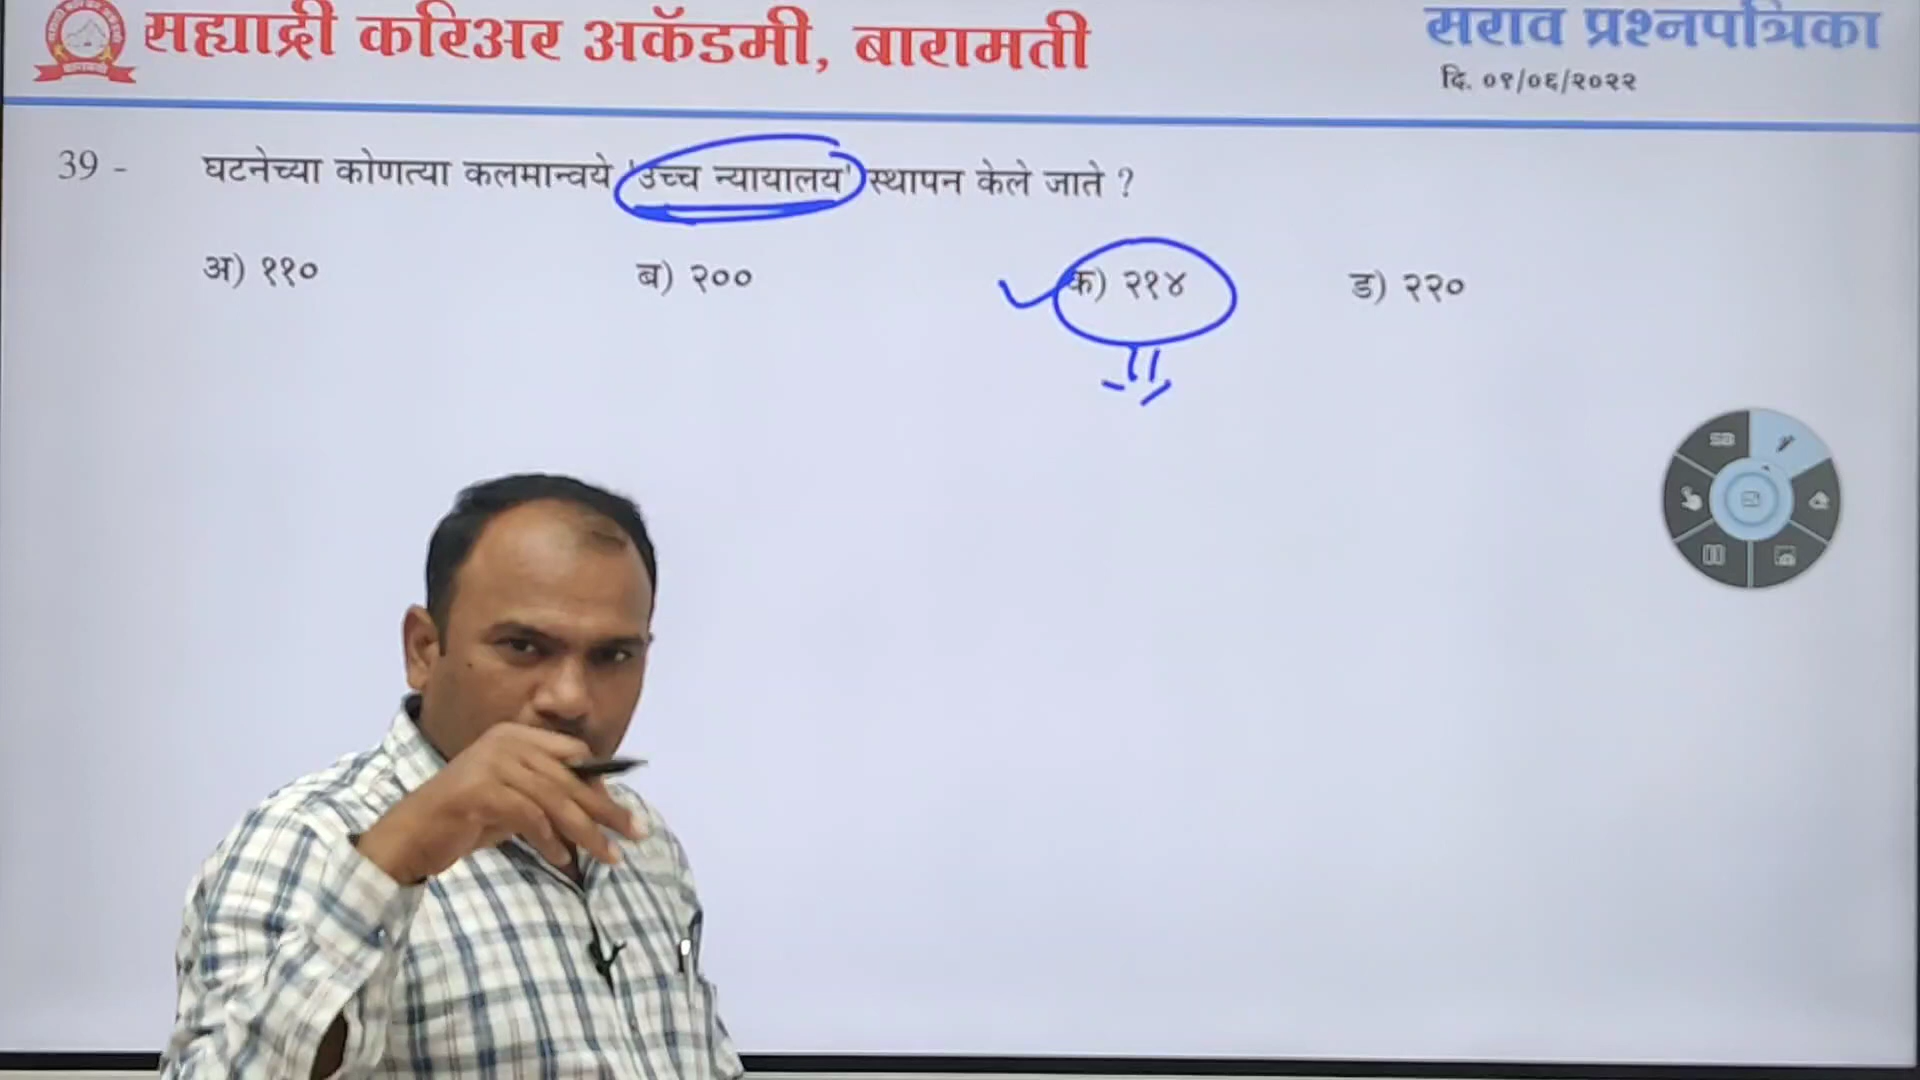 सह्याद्री करिअर अकॅडमी, बारामती
सराव प्रश्नपत्रिका
दि. ०९/०६/२०२२
39 - घटनेच्या कोणत्या कलमान्वये 'उच्च न्यायालय' स्थापन केले जाते ?
अ) ११० ब) २०० क) २१४ ड) २२०